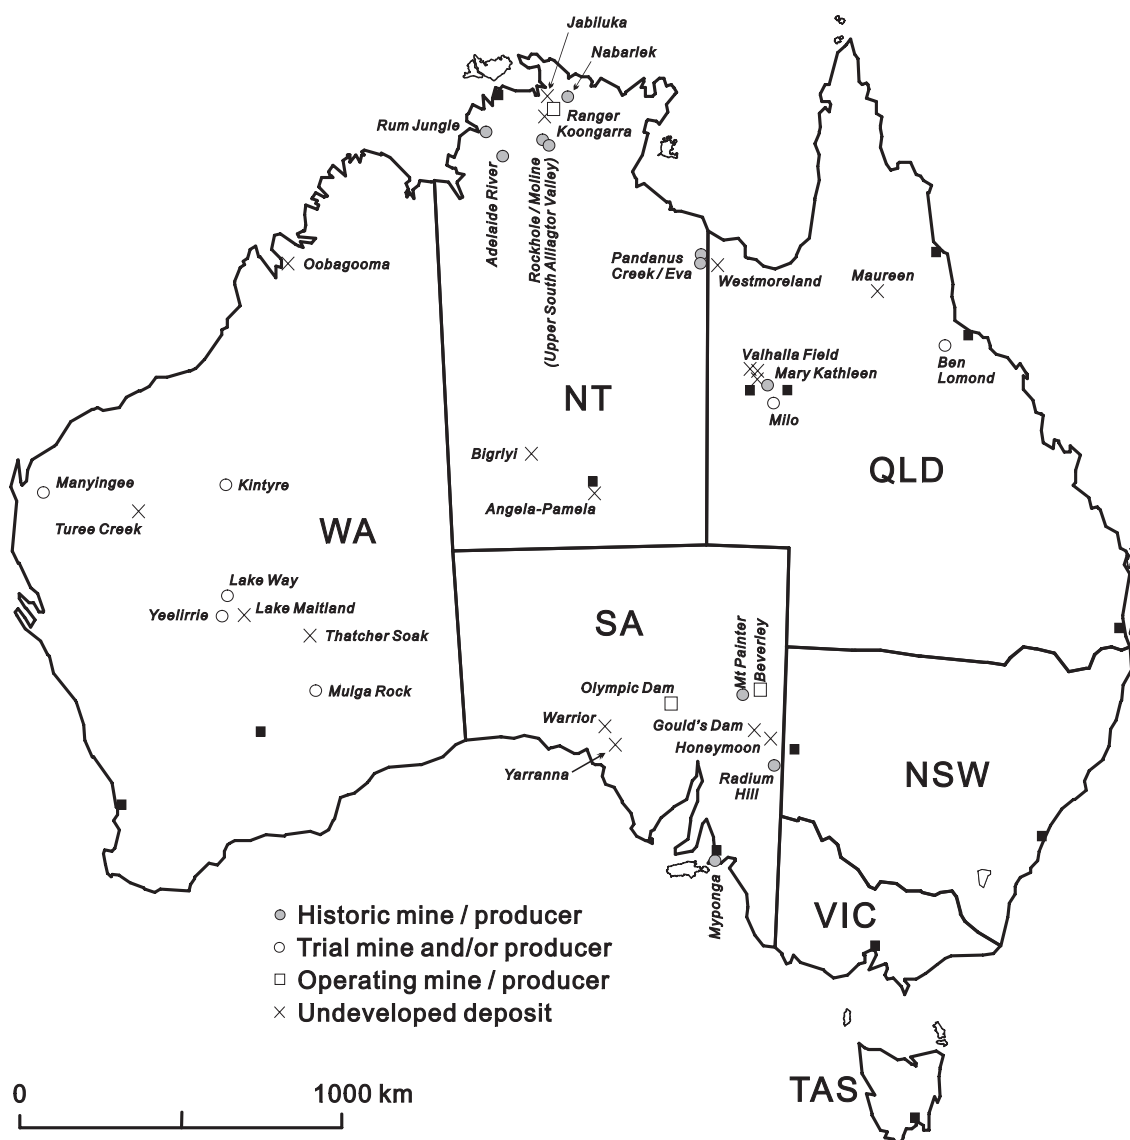 Jabiluka
Nabarlek
Rum Jungle
Ranger
Koongarra
Adelaide River
Rockhole / Moline
(Upper South Alliagtor Valley)
Oobagooma
Pandanus
Creek / Eva
Westmoreland
Maureen
Valhalla Field
Mary Kathleen
Ben
Lomond
Milo
NT
Bigrlyi
QLD
Manyingee
Kintyre
Angela-Pamela
Turee Creek
WA
Lake Way
Yeelirrie
Lake Maitland
Thatcher Soak
SA
Mt Painter
Beverley
Mulga Rock
Olympic Dam
Warrior
Gould's Dam
Honeymoon
Yarranna
Radium
Hill
NSW
Myponga
VIC
Historic mine / producer
Trial mine and/or producer
Operating mine / producer
Undeveloped deposit
TAS
0
1000 km